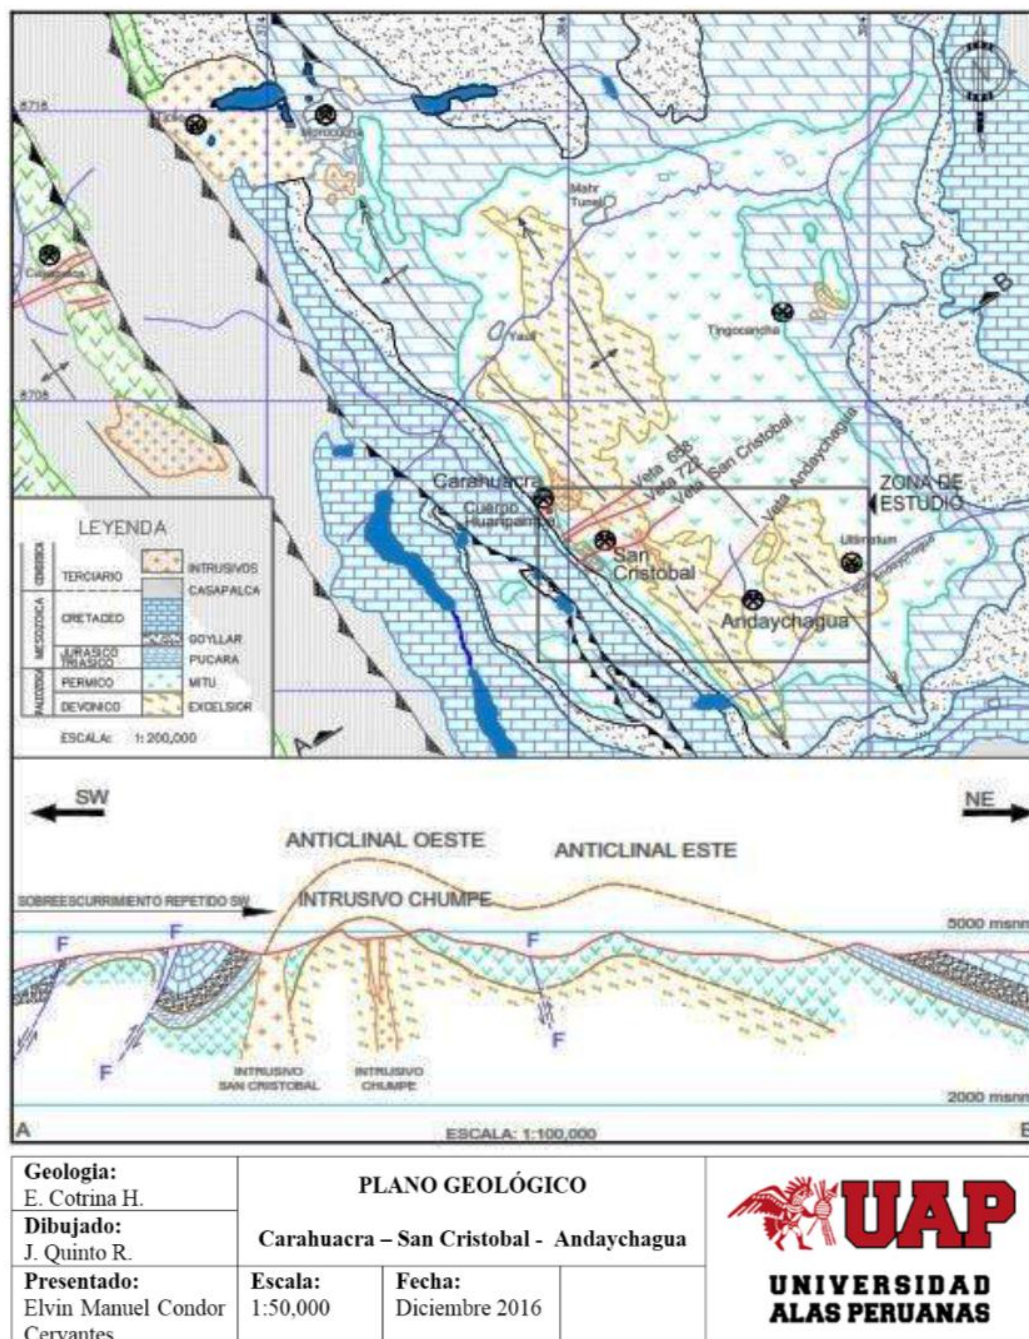 374
384
394
8718
N
Morococha
Mahr
Tunel
B
Tingocancha
Yauli
8708
Veta 658
Veta 722
Veta San Cristobal
Veta Andaychagua
Carahuacra
Cuerpo
Huaripampa
ZONA DE
ESTUDIO
Ultimatum
San
Cristobal
Andaychagua
LEYENDA
CENOZOICA
TERCIARIO
INTRUSIVOS
CASAPALCA
MESOZOICA
CRETACEO
GOYLLAR
JURASICO
TRIASICO
PUCARA
PERMICO
MITU
DEVONICO
EXCELSIOR
ESCALA: 1:200,000
A
SW
NE
ANTICLINAL OESTE
ANTICLINAL ESTE
SOBREESCURRIMIENTO REPETIDO SW
INTRUSIVO CHUMPE
5000 msnm
F
F
F
F
F
INTRUSIVO
SAN CRISTOBAL
INTRUSIVO
CHUMPE
2000 msnm
A
ESCALA: 1:100,000
Geologia:
E. Cotrina H.
PLANO GEOLÓGICO
Dibujado:
J. Quinto R.
Carahuacra – San Cristobal - Andaychagua
Presentado:
Elvin Manuel Condor
Cervantes
Escala:
1:50,000
Fecha:
Diciembre 2016
UAP
UNIVERSIDAD
ALAS PERUANAS